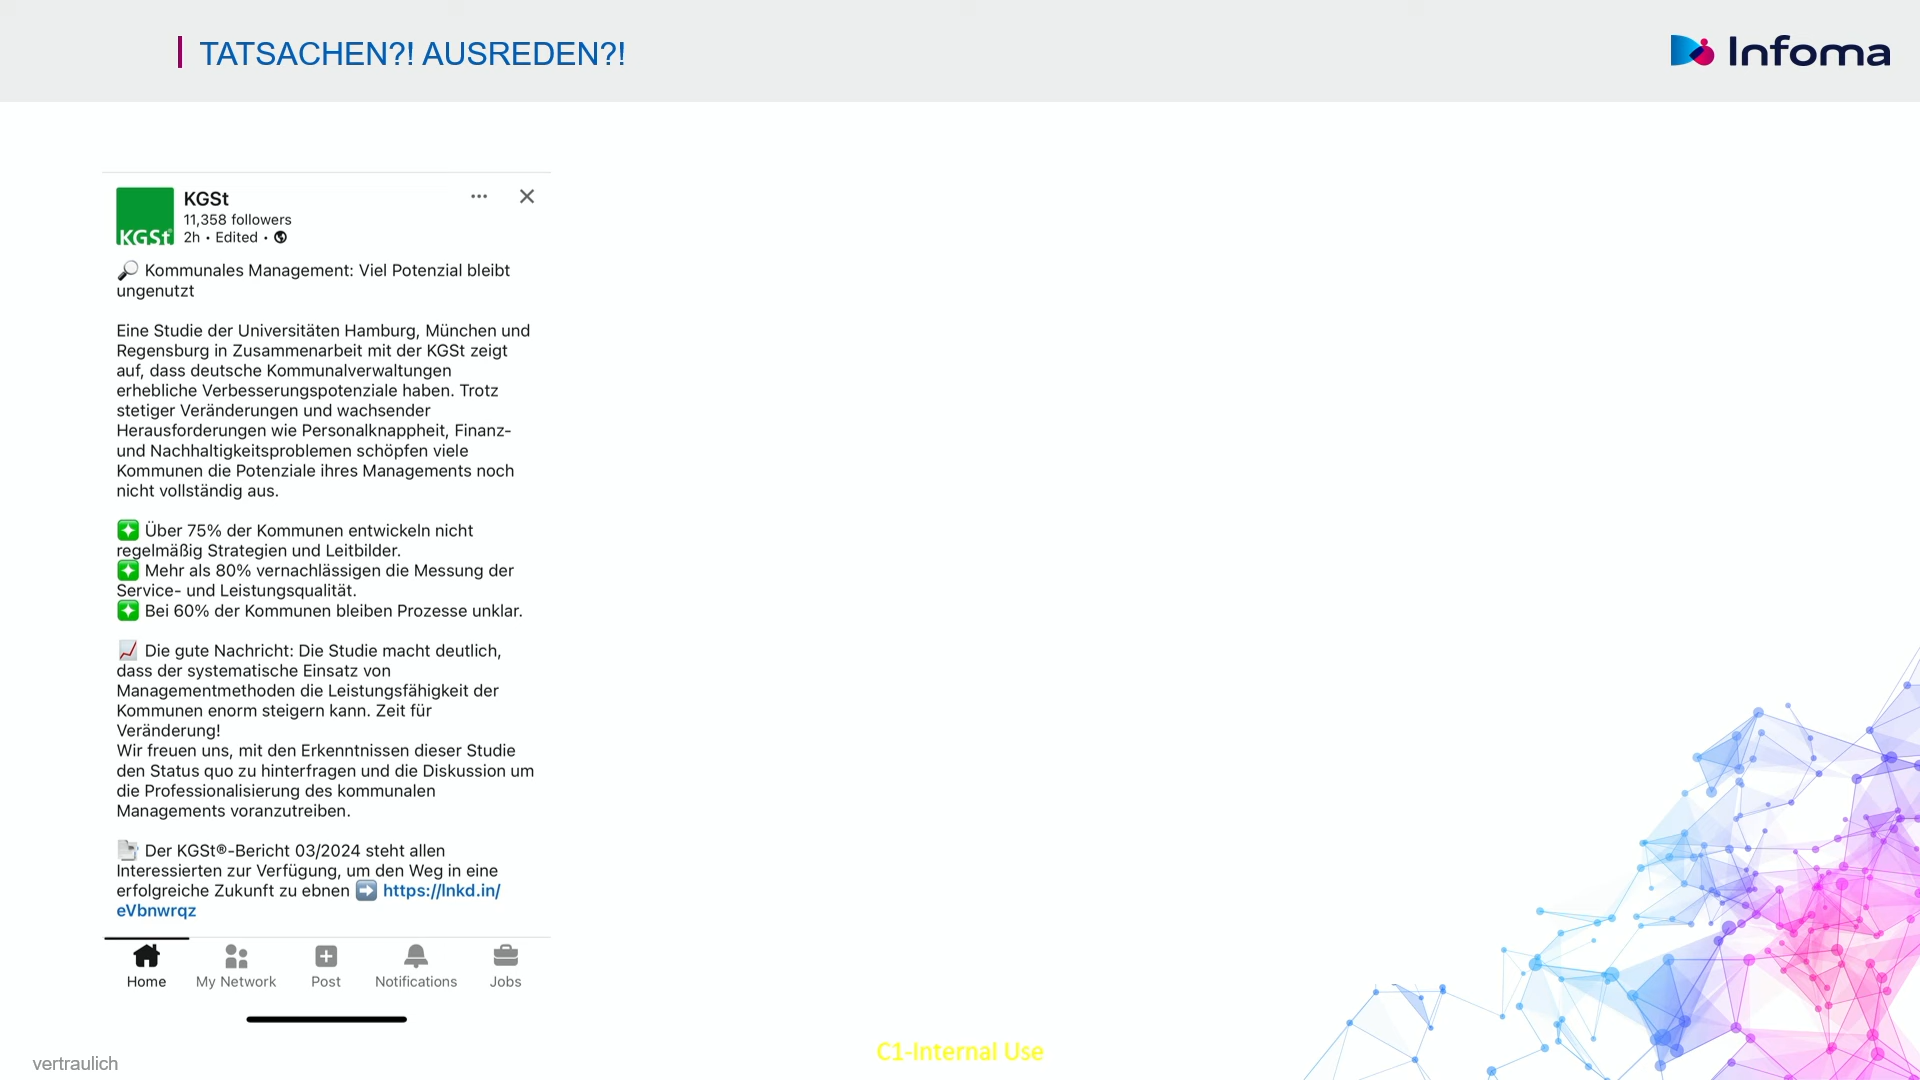 TATSACHEN?! AUSREDEN?!
Infoma
KGSt
KGSt
11,358 followers
2h • Edited •
Kommunales Management: Viel Potenzial bleibt
ungenutzt
Eine Studie der Universitäten Hamburg, München und
Regensburg in Zusammenarbeit mit der KGSt zeigt
auf, dass deutsche Kommunalverwaltungen
erhebliche Verbesserungspotenziale haben. Trotz
stetiger Veränderungen und wachsender
Herausforderungen wie Personalknappheit, Finanz-
und Nachhaltigkeitsproblemen schöpfen viele
Kommunen die Potenziale ihres Managements noch
nicht vollständig aus.
Über 75% der Kommunen entwickeln nicht
regelmäßig Strategien und Leitbilder.
Mehr als 80% vernachlässigen die Messung der
Service- und Leistungsqualität.
Bei 60% der Kommunen bleiben Prozesse unklar.
Die gute Nachricht: Die Studie macht deutlich,
dass der systematische Einsatz von
Managementmethoden die Leistungsfähigkeit der
Kommunen enorm steigern kann. Zeit für
Veränderung!
Wir freuen uns, mit den Erkenntnissen dieser Studie
den Status quo zu hinterfragen und die Diskussion um
die Professionalisierung des kommunalen
Managements voranzutreiben.
Der KGSt®-Bericht 03/2024 steht allen
Interessierten zur Verfügung, um den Weg in eine
erfolgreiche Zukunft zu ebnen ➡ https://lnkd.in/
eVbnwrqz
Home My Network Post Notifications Jobs
C1-Internal Use
vertraulich